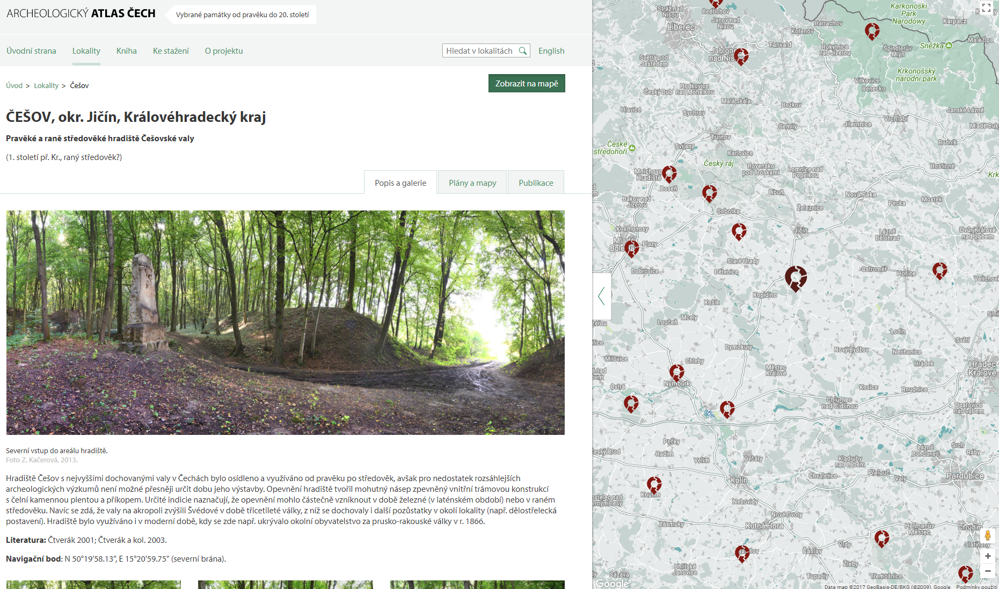 ARCHEOLOGICKÝ ATLAS ČECH
Vybrané památky od pravěku do 20. století
Úvodní strana
Lokality
Kniha
Ke stažení
O projektu
Hledat v lokalitách
English
Úvod > Lokality > Češov
Zobrazit na mapě
ČEŠOV, okr. Jičín, Královéhradecký kraj
Pravěké a raně středověké hradiště Češovské valy
(1. století př. Kr., raný středověk?)
Popis a galerie
Plány a mapy
Publikace
Severní vstup do areálu hradiště.
Foto Z. Kačerová, 2013.
Hradiště Češov s nejvyššími dochovanými valy v Čechách bylo osídleno a využíváno od pravěku po středověk, avšak pro nedostatek rozsáhlejších
archeologických výzkumů není možné přesněji určit dobu jeho výstavby. Opevnění hradiště tvořil mohutný násep zpevněný vnitřní trámovou konstrukcí
s čelní kamennou plentou a příkopem. Určité indicie naznačují, že opevnění mohlo částečně vzniknout v době železné (v laténském období) nebo v raném
středověku. Navíc se zdá, že valy na akropoli zvýšili Švédové v době třicetileté války, z níž se dochovaly i další pozůstatky v okolí lokality (např. dělostřelecká
postavení). Hradiště bylo využíváno i v moderní době, kdy se zde např. ukrývalo okolní obyvatelstvo za prusko-rakouské války v r. 1866.
Literatura: Čtverák 2001; Čtverák a kol. 2003.
Navigační bod: N 50°19'58.13", E 15°20'59.75" (severní brána).
Stráž nad
Nisou
Bedřichov
Janov nad
Nisou
Liberec
Harrachov
Kořenov
Karkonoski
Park
Narodowy
Karpacz
Tanvald
Rokytnice
nad Jizerou
Špindlerův
Mlýn
Sněžka
Malá Úpa
Světlá pod
Ještědem
Krkonošský
národní park
Vítkovice
Benecko
Hodkovice
nad Mohelkou
Český Dub
Malá Skála
Bozkov
Janské Lázně
Hlavice
Sychrov
Semily
Jilemnice
Vrchlabí
Turnov
Rudník
České
středohoří
Svijany
Karlovice
Český ráj
Hostinné
Mnichovo
Hradiště
Rovensko
pod Troskami
Lomnice nad
Popelkou
Boseň
Libuň
Nová Paka
Mostek
Bakov nad
Jizerou
Pecka
Železnice
Sobotka
Kosmonosy
Jičín
Lázně
Bělohrad
Dvůr Králové
nad Labem
Plazy
Dobrovice
Staré Hrady
Dětenice
Ostroměř
Hořice
Kopidlno
Košík
Mcely
Loučeň
Lodín
Světí
Dymokury
Nový Bydžov
Nechanice
Milovice
Chleby
Městec
Králové
Hrádek
Hradec
Králové
Ostrá
Nymburk
Kosice
Roudnice
Chlumec
nad Cidlinou
Opatovice
nad Labem
Pečky
Radim
Velim
Ovčáry
Kladruby
nad Labem
Lázně
Bohdaneč
Srch
Ráby
Kolín
Chvaletice
Přelouč
Valy
Pardubice
Kouřim
Nebovidy
Nové Dvory
Zásmuky
Kutná Hora
Heřmanův
Městec
Chrudim
Vrdy
Slatiňany
Čáslav
Uhlířské
Janovice
Žleby
Sázava
Tupadly
Třemošnice
Google
Data map ©2017 GeoBasis-DE/BKG (©2009), Google
Podmínky použití